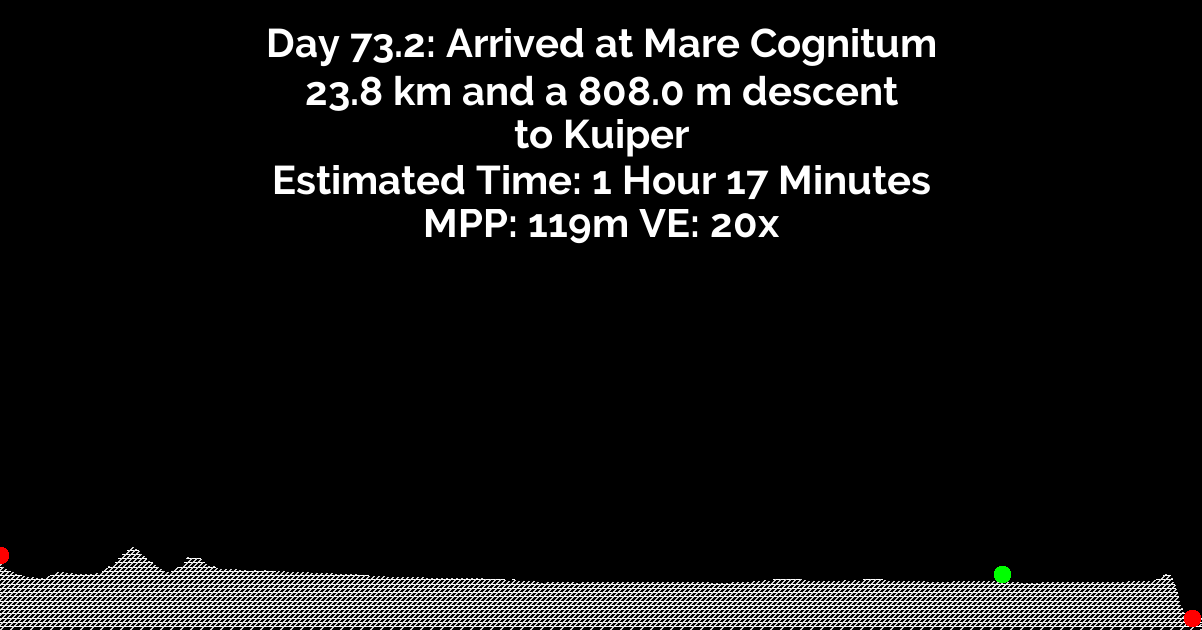 Day 73.2: Arrived at Mare Cognitum
23.8 km and a 808.0 m descent
to Kuiper
Estimated Time: 1 Hour 17 Minutes
MPP: 119m VE: 20x